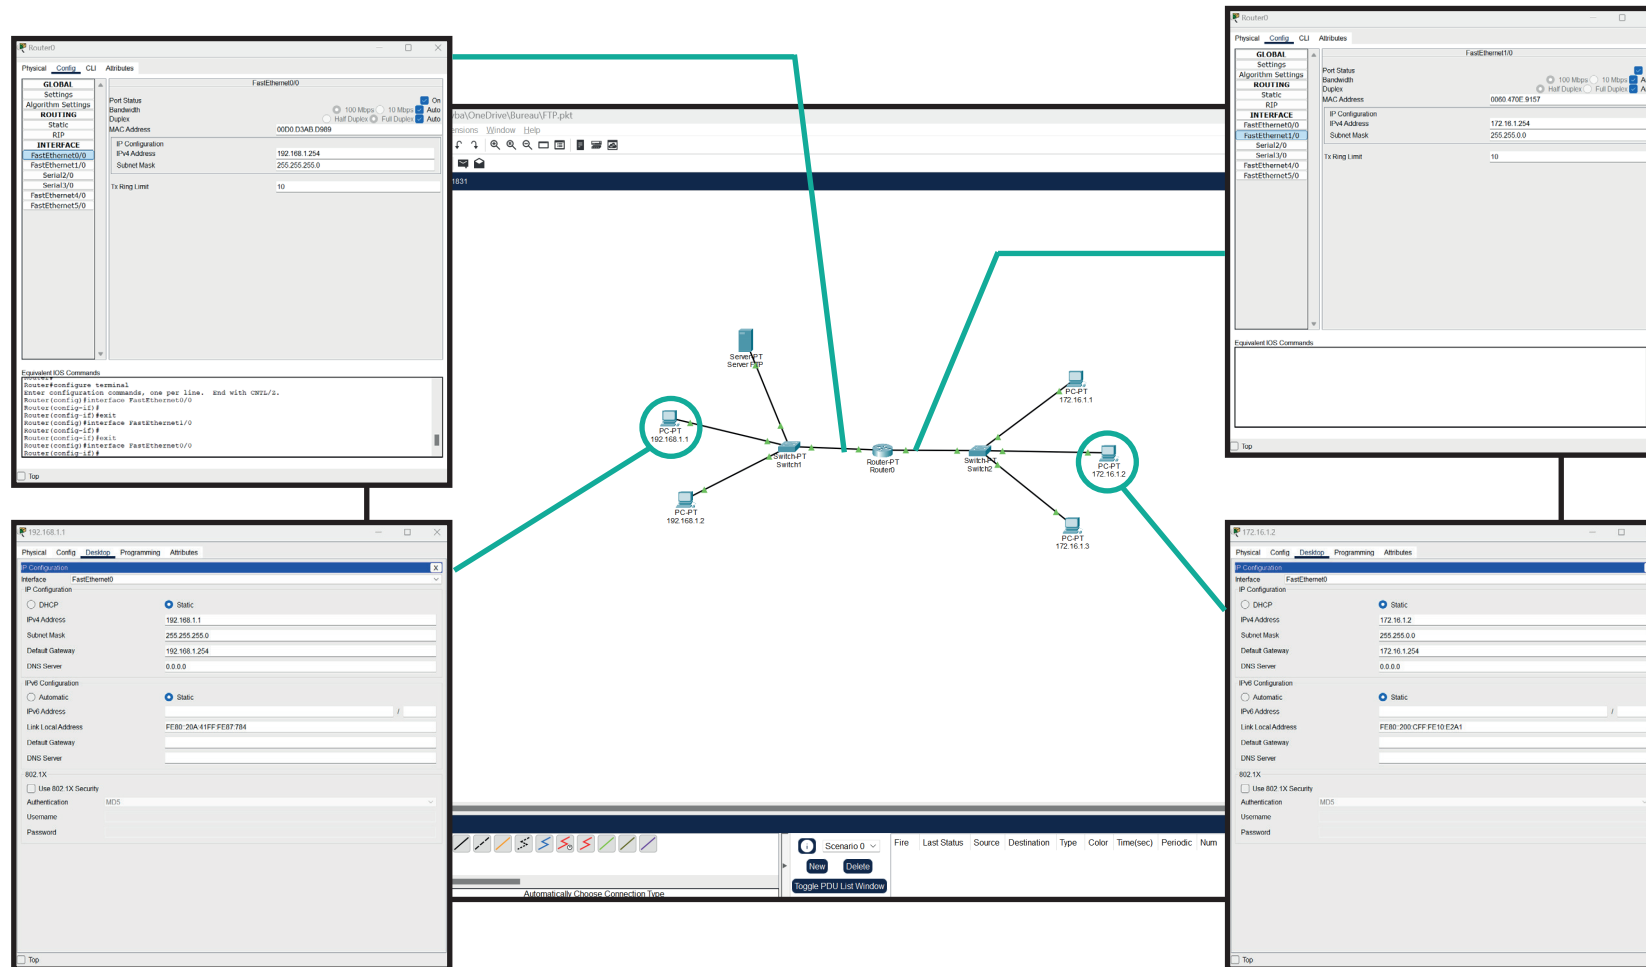 Router0
Physical Config CLI Attributes
GLOBAL
Settings
Algorithm Settings
ROUTING
Static
RIP
INTERFACE
FastEthernet0/0
FastEthernet1/0
Serial2/0
Serial3/0
FastEthernet4/0
FastEthernet5/0
FastEthernet0/0
Port Status On
Bandwidth 100 Mbps 10 Mbps Auto
Duplex Half Duplex Full Duplex Auto
MAC Address 00D0.D3AB.D989
IP Configuration
IPv4 Address 192.168.1.254
Subnet Mask 255.255.255.0
Tx Ring Limit 10
Equivalent IOS Commands
Router#configure terminal
Enter configuration commands, one per line. End with CNTL/Z.
Router(config)#interface FastEthernet0/0
Router(config-if)#
Router(config-if)#exit
Router(config)#interface FastEthernet1/0
Router(config-if)#
Router(config-if)#exit
Router(config)#interface FastEthernet0/0
Router(config-if)#
Top
yba\OneDrive\Bureau\FTP.pkt
ensions Window Help
1831
Server-PT
Server FTP
PC-PT
192.168.1.1
PC-PT
192.168.1.2
Switch-PT
Switch1
Router-PT
Router0
Switch-PT
Switch2
PC-PT
172.16.1.1
PC-PT
172.16.1.2
PC-PT
172.16.1.3
Router0
Physical Config CLI Attributes
GLOBAL
Settings
Algorithm Settings
ROUTING
Static
RIP
INTERFACE
FastEthernet0/0
FastEthernet1/0
Serial2/0
Serial3/0
FastEthernet4/0
FastEthernet5/0
FastEthernet1/0
Port Status
Bandwidth 100 Mbps 10 Mbps A
Duplex Half Duplex Full Duplex A
MAC Address 0060.470E.9157
IP Configuration
IPv4 Address 172.16.1.254
Subnet Mask 255.255.0.0
Tx Ring Limit 10
Equivalent IOS Commands
Top
192.168.1.1
Physical Config Desktop Programming Attributes
IP Configuration X
Interface FastEthernet0
IP Configuration
DHCP Static
IPv4 Address 192.168.1.1
Subnet Mask 255.255.255.0
Default Gateway 192.168.1.254
DNS Server 0.0.0.0
IPv6 Configuration
Automatic Static
IPv6 Address /
Link Local Address FE80::20A:41FF:FE87:784
Default Gateway
DNS Server
802.1X
Use 802.1X Security
Authentication MD5
Username
Password
Top
Scenario 0
New Delete
Toggle PDU List Window
Fire Last Status Source Destination Type Color Time(sec) Periodic Num
Automatically Choose Connection Type
172.16.1.2
Physical Config Desktop Programming Attributes
IP Configuration
Interface FastEthernet0
IP Configuration
DHCP Static
IPv4 Address 172.16.1.2
Subnet Mask 255.255.0.0
Default Gateway 172.16.1.254
DNS Server 0.0.0.0
IPv6 Configuration
Automatic Static
IPv6 Address /
Link Local Address FE80::200:CFF:FE10:E2A1
Default Gateway
DNS Server
802.1X
Use 802.1X Security
Authentication MD5
Username
Password
Top